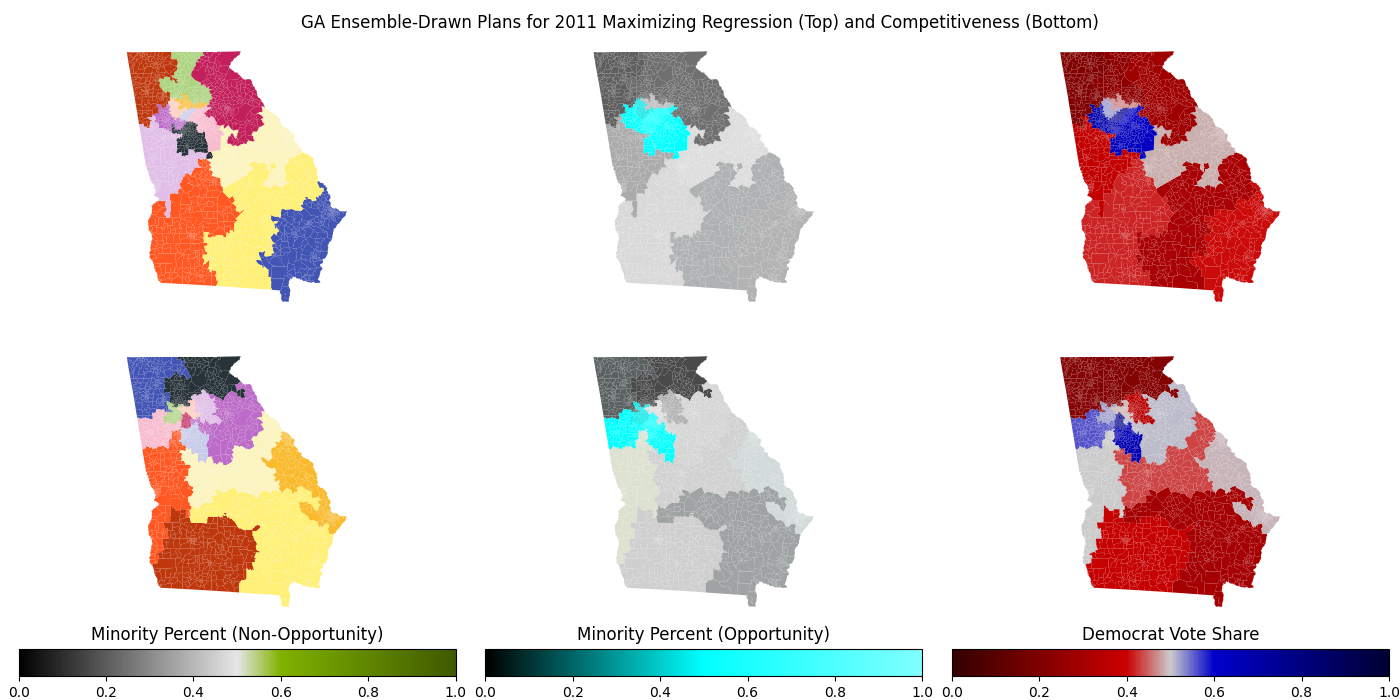 GA Ensemble-Drawn Plans for 2011 Maximizing Regression (Top) and Competitiveness (Bottom)
Minority Percent (Non-Opportunity) Minority Percent (Opportunity) Democrat Vote Share
0.0 0.2 0.4 0.6 0.8 1.0 0.0 0.2 0.4 0.6 0.8 1.0 0.0 0.2 0.4 0.6 0.8 1.0